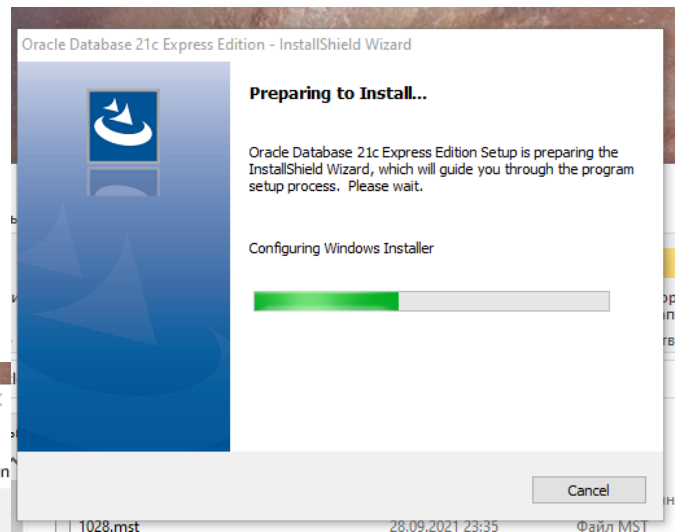 Oracle Database 21c Express Edition - InstallShield Wizard
Preparing to Install...
Oracle Database 21c Express Edition Setup is preparing the
InstallShield Wizard, which will guide you through the program
setup process. Please wait.
Configuring Windows Installer
Cancel
1028.mst 28.09.2021 23:35 Файл MST